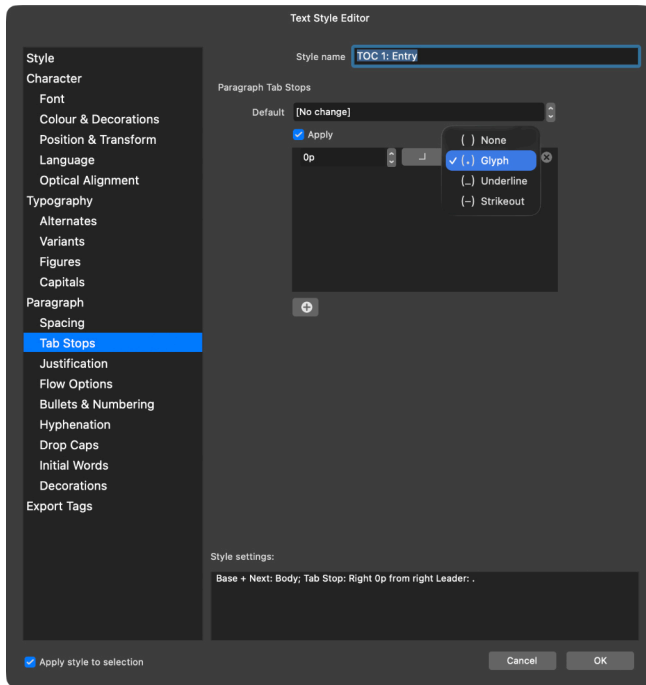 Text Style Editor
Style
Character
Font
Colour & Decorations
Position & Transform
Language
Optical Alignment
Typography
Alternates
Variants
Figures
Capitals
Paragraph
Spacing
Tab Stops
Justification
Flow Options
Bullets & Numbering
Hyphenation
Drop Caps
Initial Words
Decorations
Export Tags
Style name TOC 1: Entry
Paragraph Tab Stops
Default [No change]
Apply
0p
( ) None
✓ (.) Glyph
(_) Underline
(–) Strikeout
Style settings:
Base + Next: Body; Tab Stop: Right 0p from right Leader: .
Apply style to selection
Cancel OK